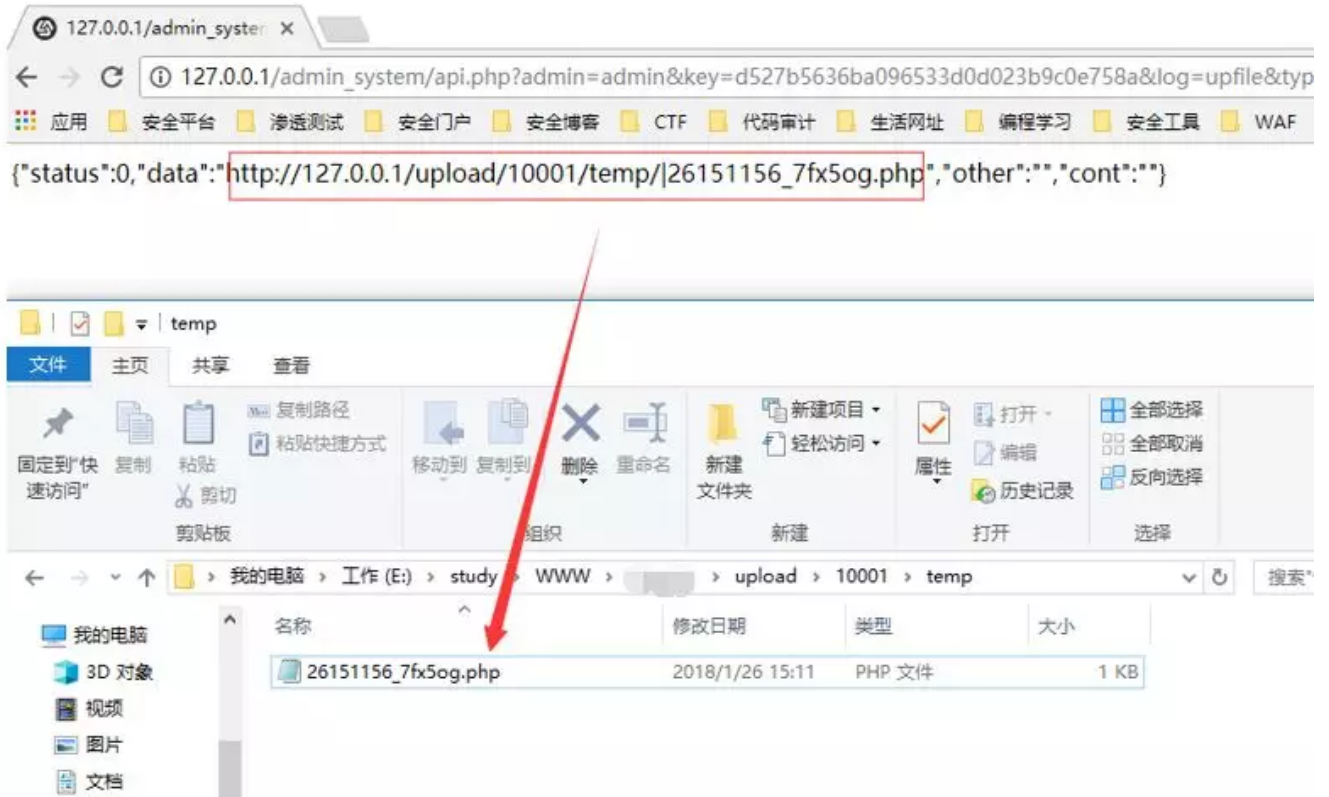 127.0.0.1/admin_syster
127.0.0.1/admin_system/api.php?admin=admin&key=d527b5636ba096533d0d023b9c0e758a&log=upfile&typ
应用 安全平台 渗透测试 安全门户 安全博客 CTF 代码审计 生活网址 编程学习 安全工具 WAF
{"status":0,"data":"http://127.0.0.1/upload/10001/temp/|26151156_7fx5og.php","other":"","cont":""}
temp
文件 主页 共享 查看
复制路径 新建项目 打开 全部选择
粘贴快捷方式 轻松访问 编辑 全部取消
固定到"快速访问" 复制 粘贴 移动到 复制到 删除 重命名 新建文件夹 属性
剪切 历史记录 反向选择
剪贴板 组织 新建 打开 选择
我的电脑 工作 (E:) study WWW upload 10001 temp 搜索"
名称 修改日期 类型 大小
我的电脑
26151156_7fx5og.php 2018/1/26 15:11 PHP 文件 1 KB
3D 对象
视频
图片
文档